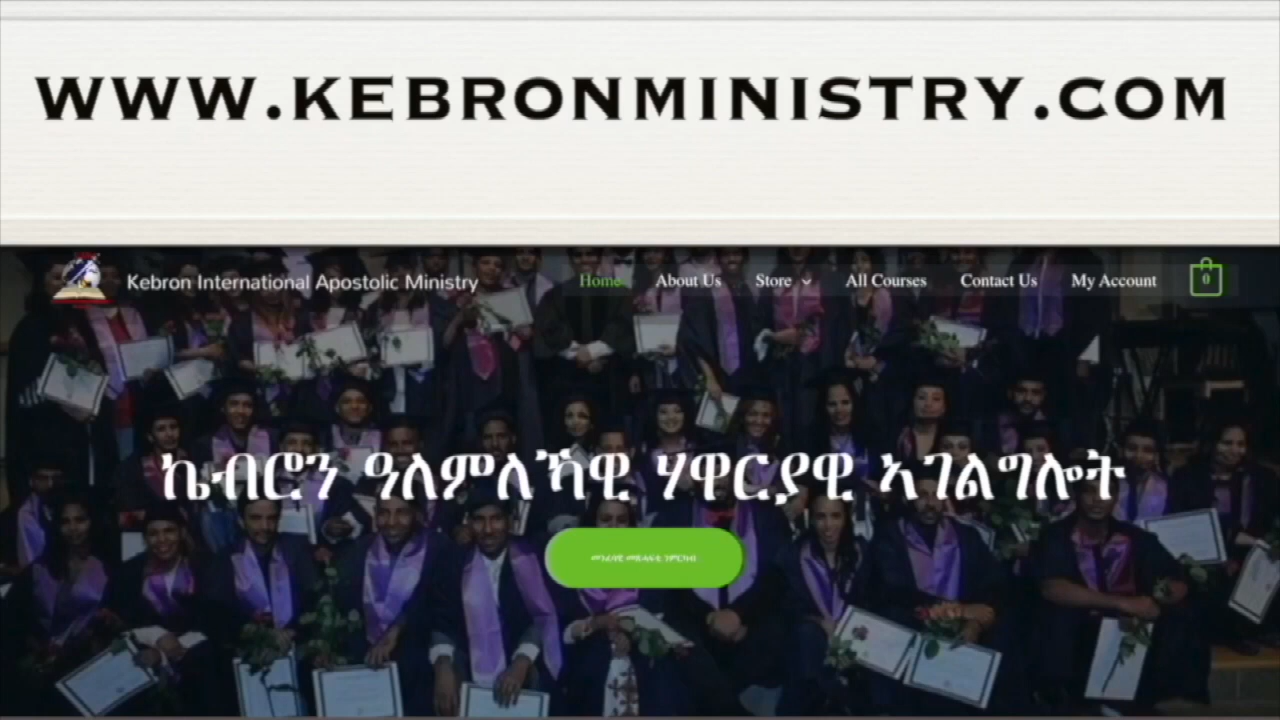 WWW.KEBRONMINISTRY.COM
Kebron International Apostolic Ministry
Home About Us Store All Courses Contact Us My Account 0
ኬብሮን ዓለምለኻዊ ሃዋርያዊ ኣገልግሎት